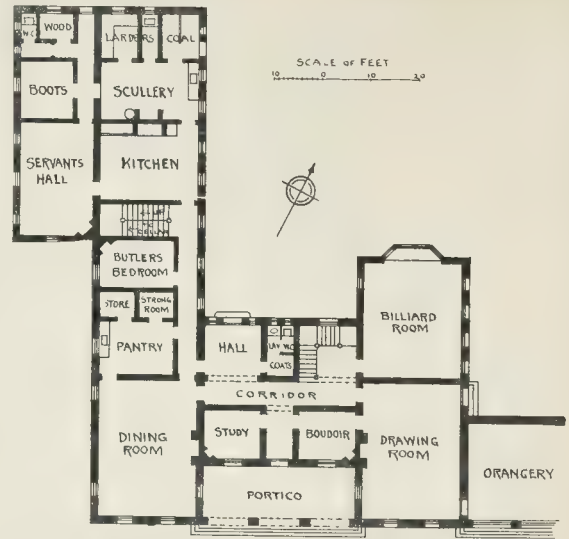 W.C.
WOOD
LARDERS
COAL
BOOTS
SCULLERY
SCALE OF FEET
10 0 10 20
SERVANTS
HALL
KITCHEN
CELLAR
BUTLERS
BEDROOM
STORE
STRONG
ROOM
PANTRY
HALL
LAV
W.C.
COATS
BILLIARD
ROOM
CORRIDOR
DINING
ROOM
STUDY
BOUDOIR
DRAWING
ROOM
ORANGERY
PORTICO